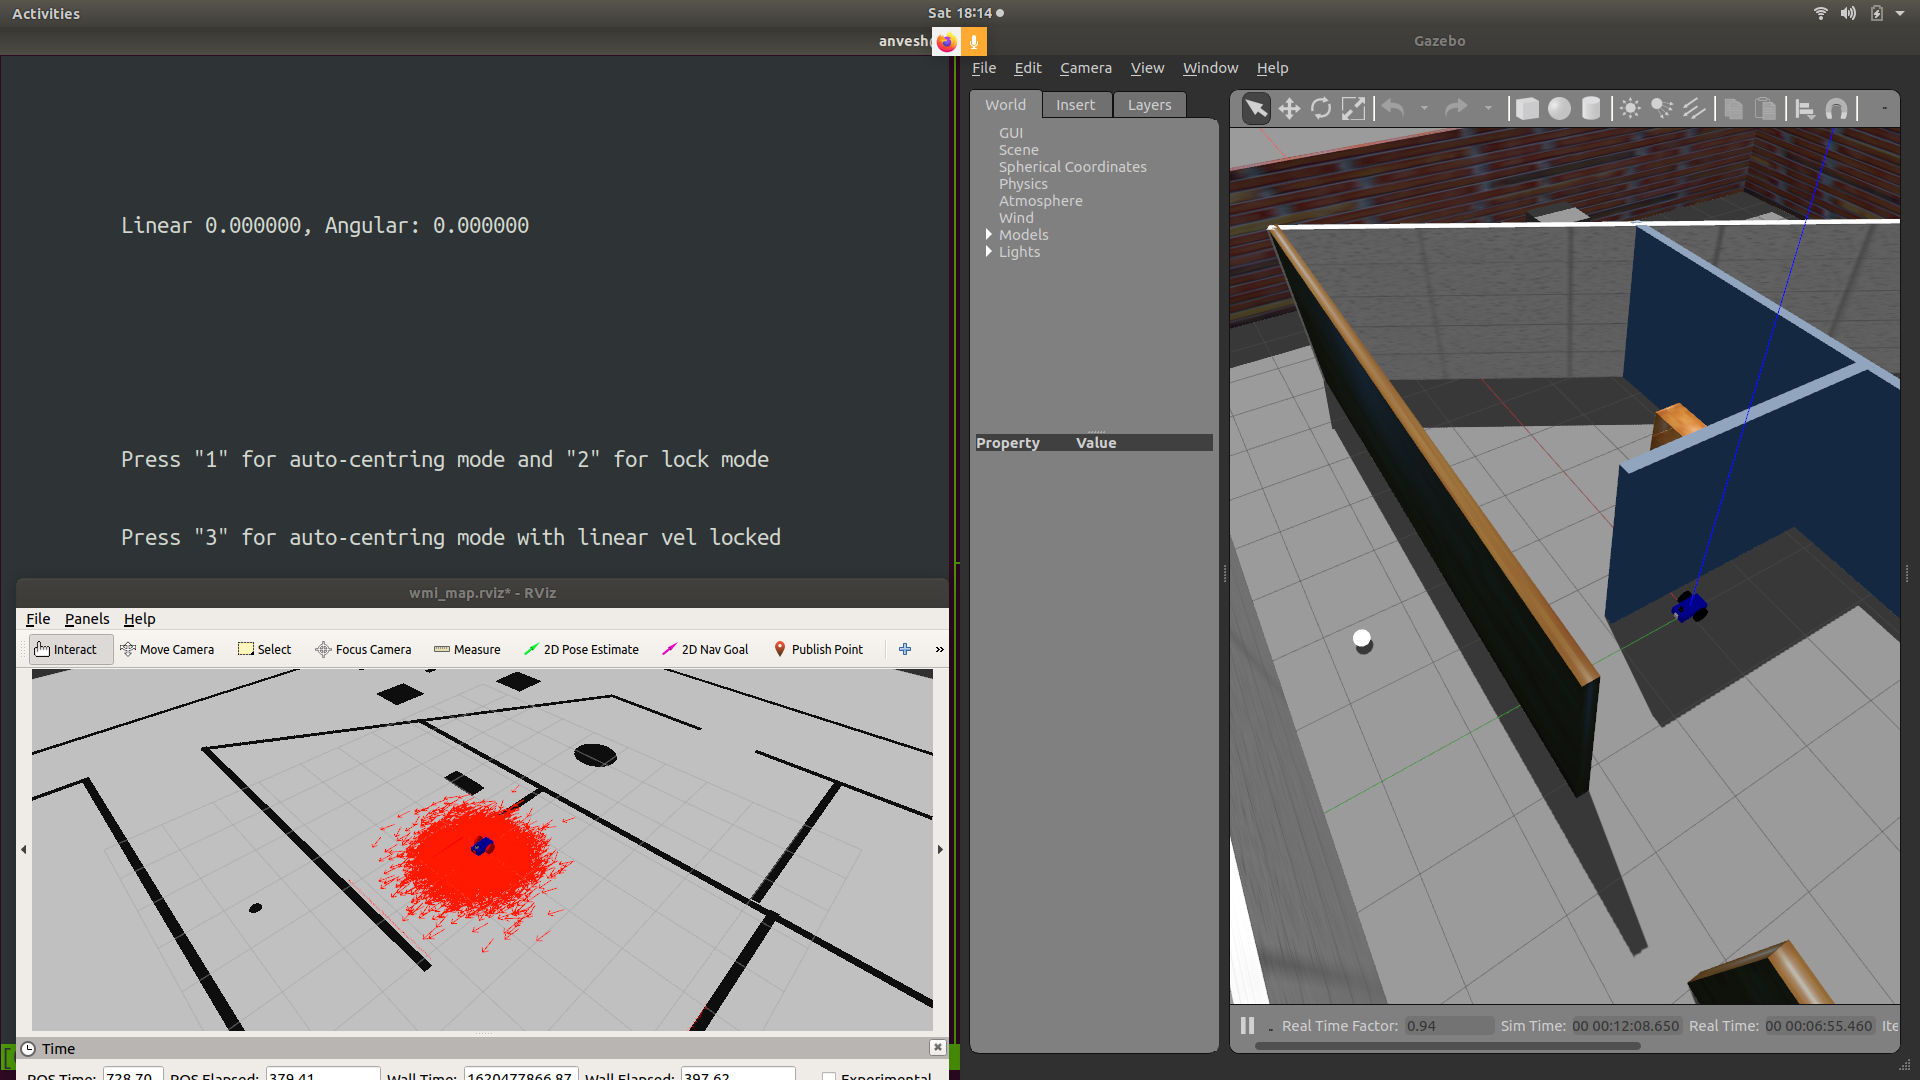 Activities
Sat 18:14
anvesh
Gazebo
Linear 0.000000, Angular: 0.000000
Press "1" for auto-centring mode and "2" for lock mode
Press "3" for auto-centring mode with linear vel locked
wmi_map.rviz* - RViz
File Panels Help
Interact Move Camera Select Focus Camera Measure 2D Pose Estimate 2D Nav Goal Publish Point »
Time
ROS Time: 728.70 ROS Elapsed: 379.41 Wall Time: 1620477866.87 Wall Elapsed: 397.62 Experimental
File Edit Camera View Window Help
World Insert Layers
GUI
Scene
Spherical Coordinates
Physics
Atmosphere
Wind
Models
Lights
Property Value
Real Time Factor: 0.94 Sim Time: 00 00:12:08.650 Real Time: 00 00:06:55.460 Ite